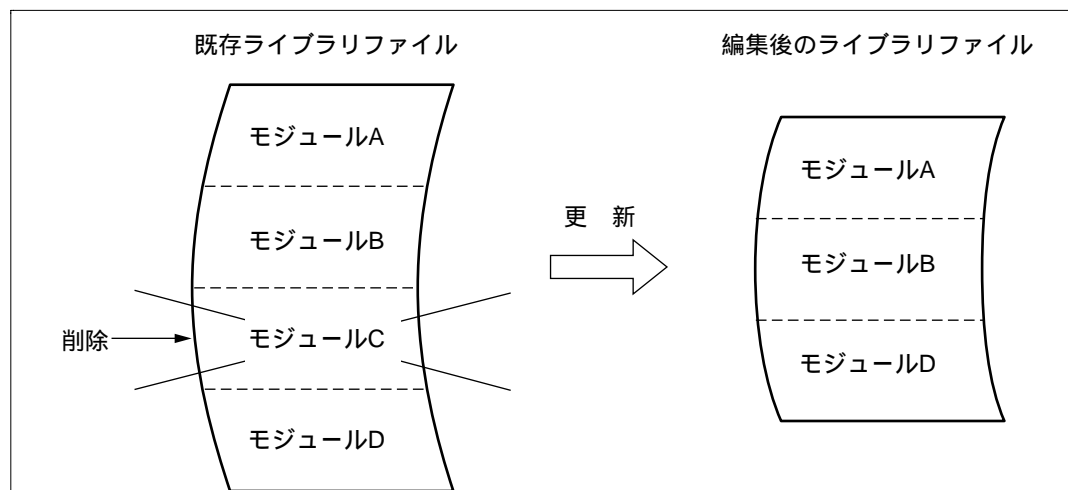 既存ライブラリファイル
モジュールA
モジュールB
削除
モジュールC
モジュールD
更　新
編集後のライブラリファイル
モジュールA
モジュールB
モジュールD